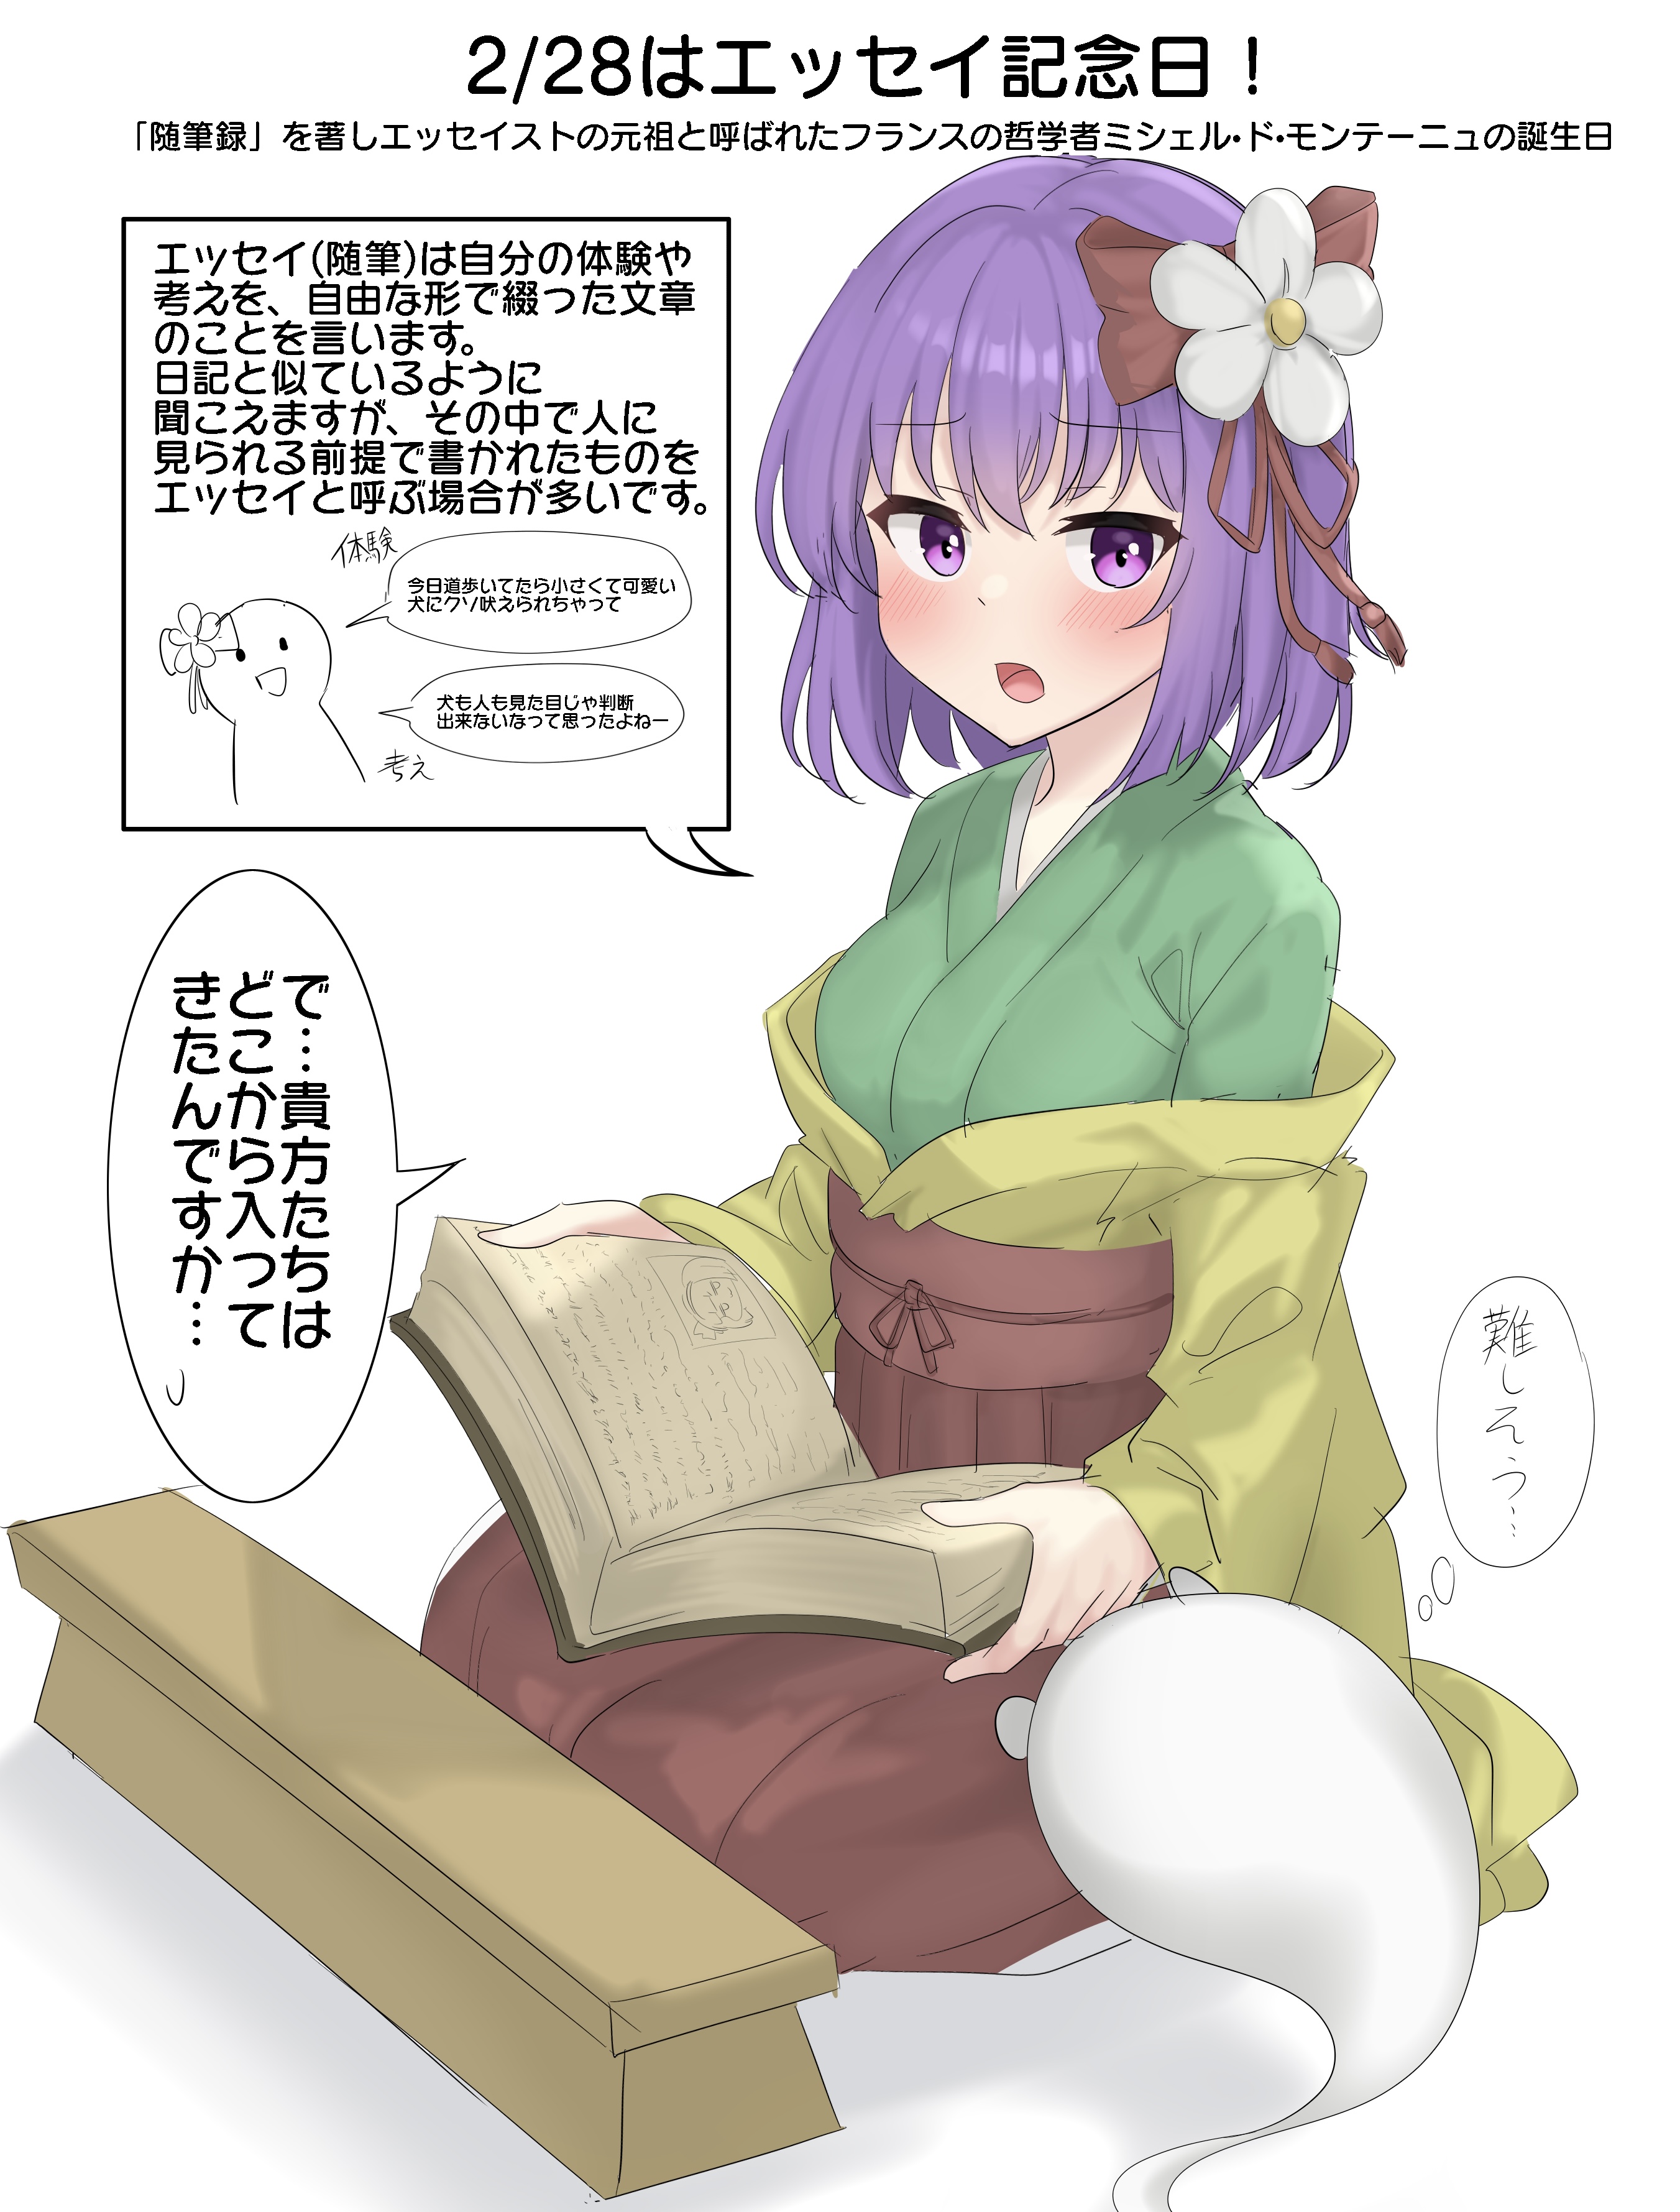 2/28はエッセイ記念日！
「随筆録」を著しエッセイストの元祖と呼ばれたフランスの哲学者ミシェル・ド・モンテーニュの誕生日
エッセイ(随筆)は自分の体験や
考えを、自由な形で綴った文章
のことを言います。
日記と似ているように
聞こえますが、その中で人に
見られる前提で書かれたものを
エッセイと呼ぶ場合が多いです。
体験
今日道歩いてたら小さくて可愛い
犬にクソ吠えられちゃって
犬も人も見た目じゃ判断
出来ないなって思ったよねー
考え
で…貴方たちは
どこから入って
きたんですか…
難しそう…